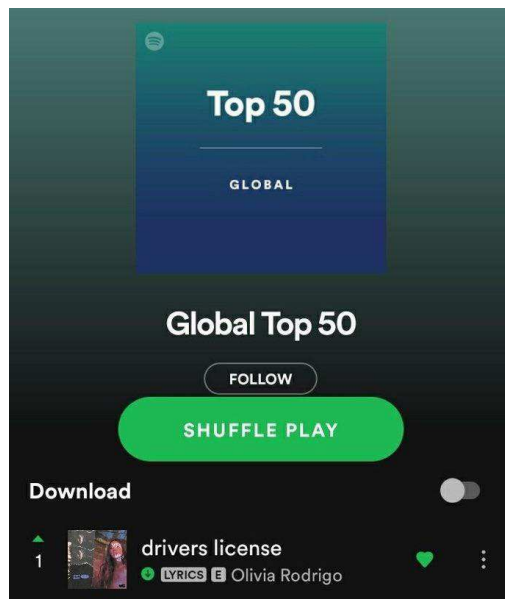 Top 50
GLOBAL
Global Top 50
FOLLOW
SHUFFLE PLAY
Download
1
drivers license
LYRICS E Olivia Rodrigo